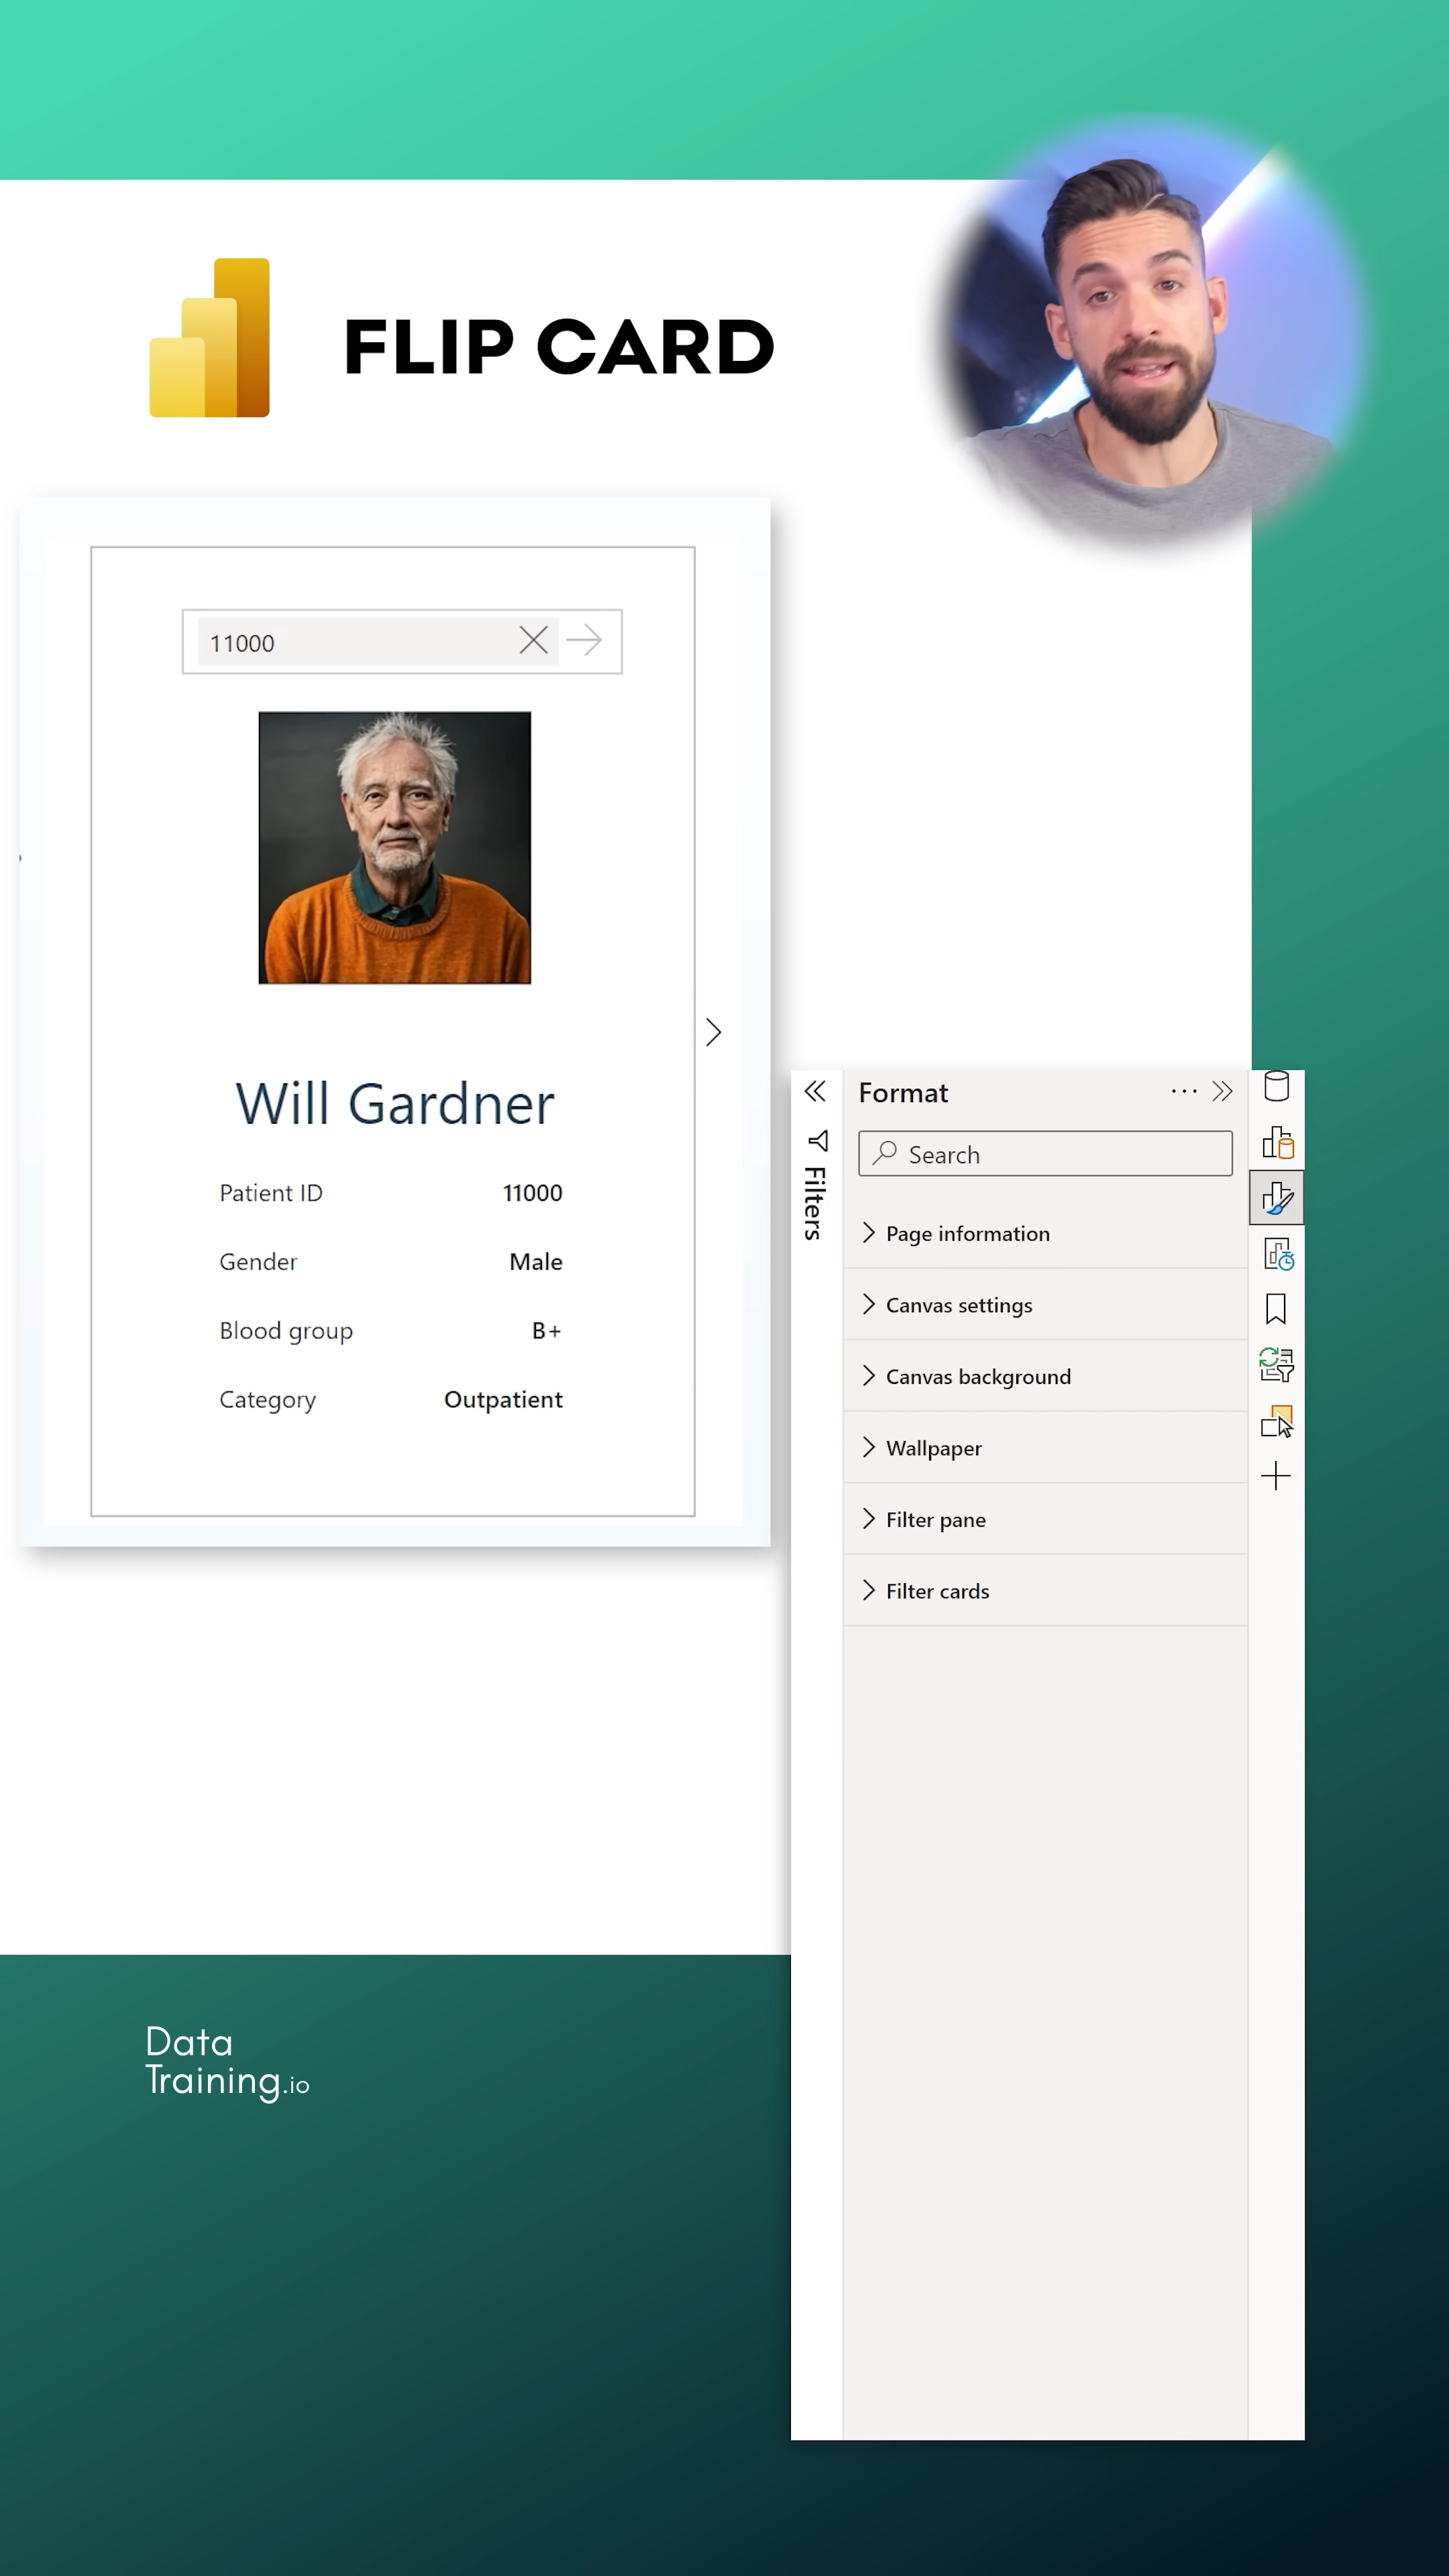 FLIP CARD
11000
Will Gardner
Patient ID 11000
Gender Male
Blood group B+
Category Outpatient
Filters
Format
Search
Page information
Canvas settings
Canvas background
Wallpaper
Filter pane
Filter cards
Data
Training.io